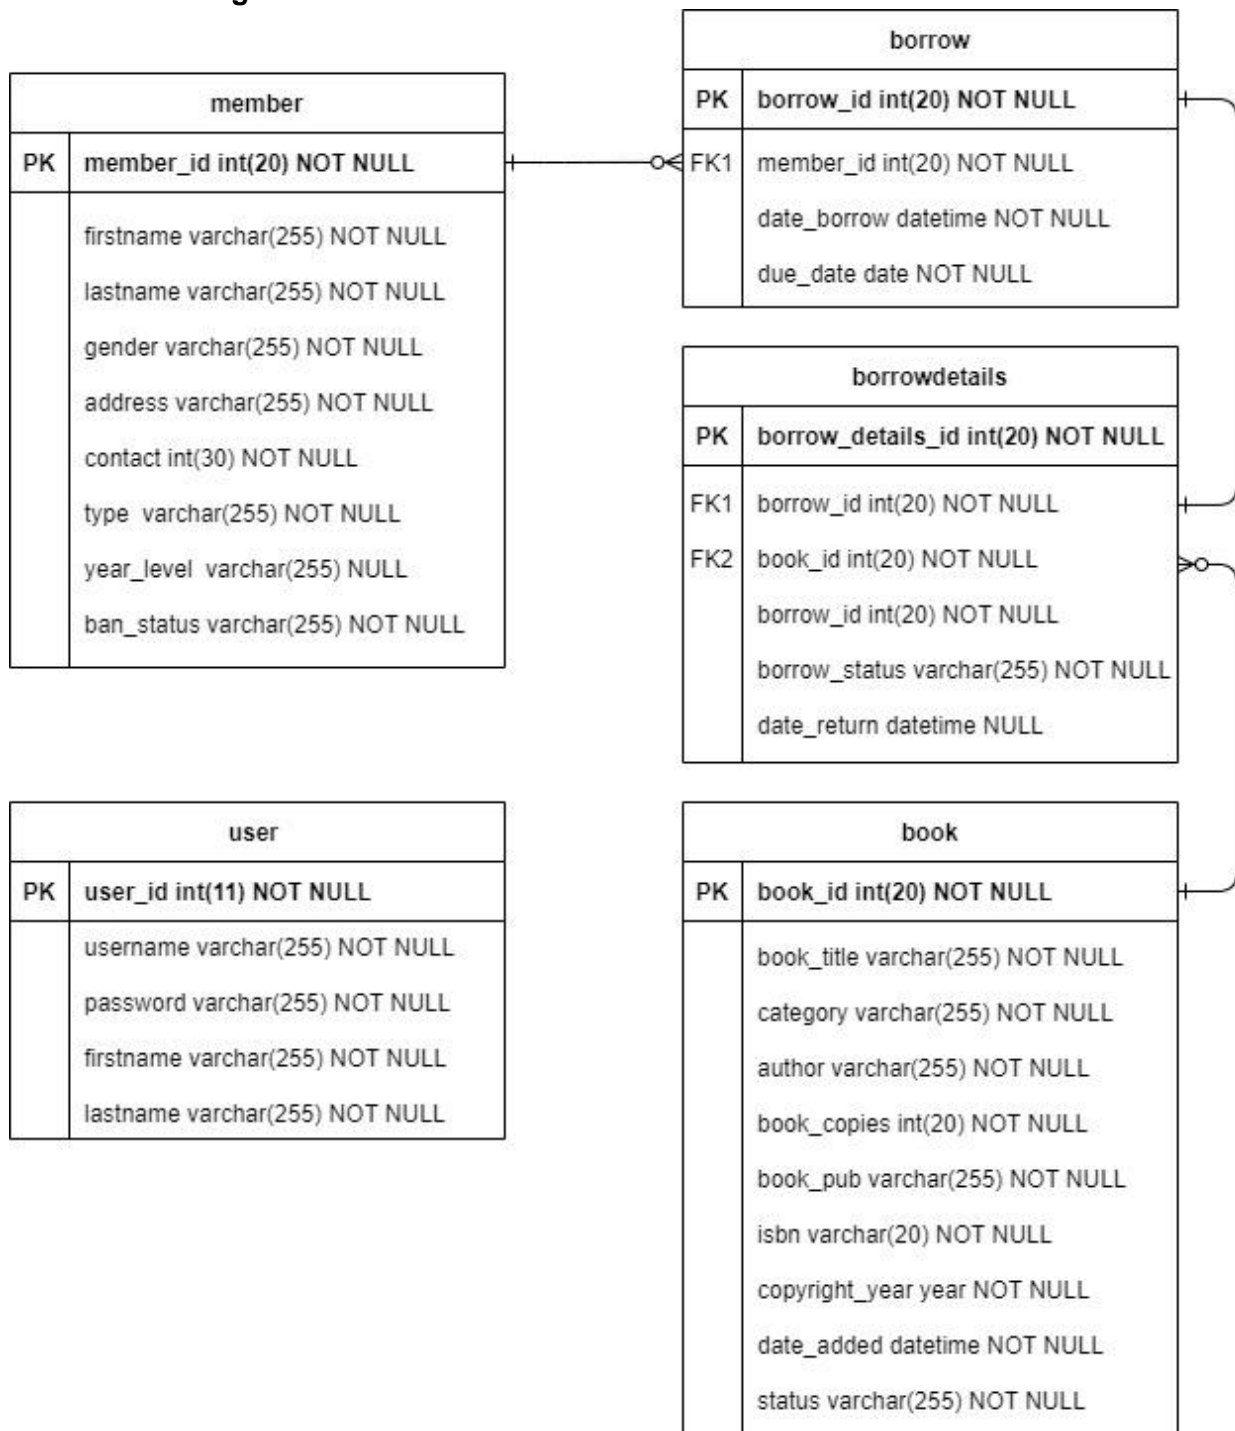 member
PK member_id int(20) NOT NULL
firstname varchar(255) NOT NULL
lastname varchar(255) NOT NULL
gender varchar(255) NOT NULL
address varchar(255) NOT NULL
contact int(30) NOT NULL
type varchar(255) NOT NULL
year_level varchar(255) NULL
ban_status varchar(255) NOT NULL
borrow
PK borrow_id int(20) NOT NULL
FK1 member_id int(20) NOT NULL
date_borrow datetime NOT NULL
due_date date NOT NULL
borrowdetails
PK borrow_details_id int(20) NOT NULL
FK1 borrow_id int(20) NOT NULL
FK2 book_id int(20) NOT NULL
borrow_id int(20) NOT NULL
borrow_status varchar(255) NOT NULL
date_return datetime NULL
user
PK user_id int(11) NOT NULL
username varchar(255) NOT NULL
password varchar(255) NOT NULL
firstname varchar(255) NOT NULL
lastname varchar(255) NOT NULL
book
PK book_id int(20) NOT NULL
book_title varchar(255) NOT NULL
category varchar(255) NOT NULL
author varchar(255) NOT NULL
book_copies int(20) NOT NULL
book_pub varchar(255) NOT NULL
isbn varchar(20) NOT NULL
copyright_year year NOT NULL
date_added datetime NOT NULL
status varchar(255) NOT NULL